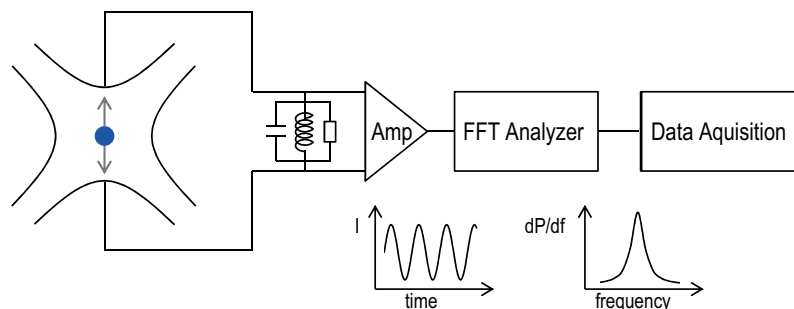 Amp
FFT Analyzer
Data Aquisition
I
time
dP/df
frequency